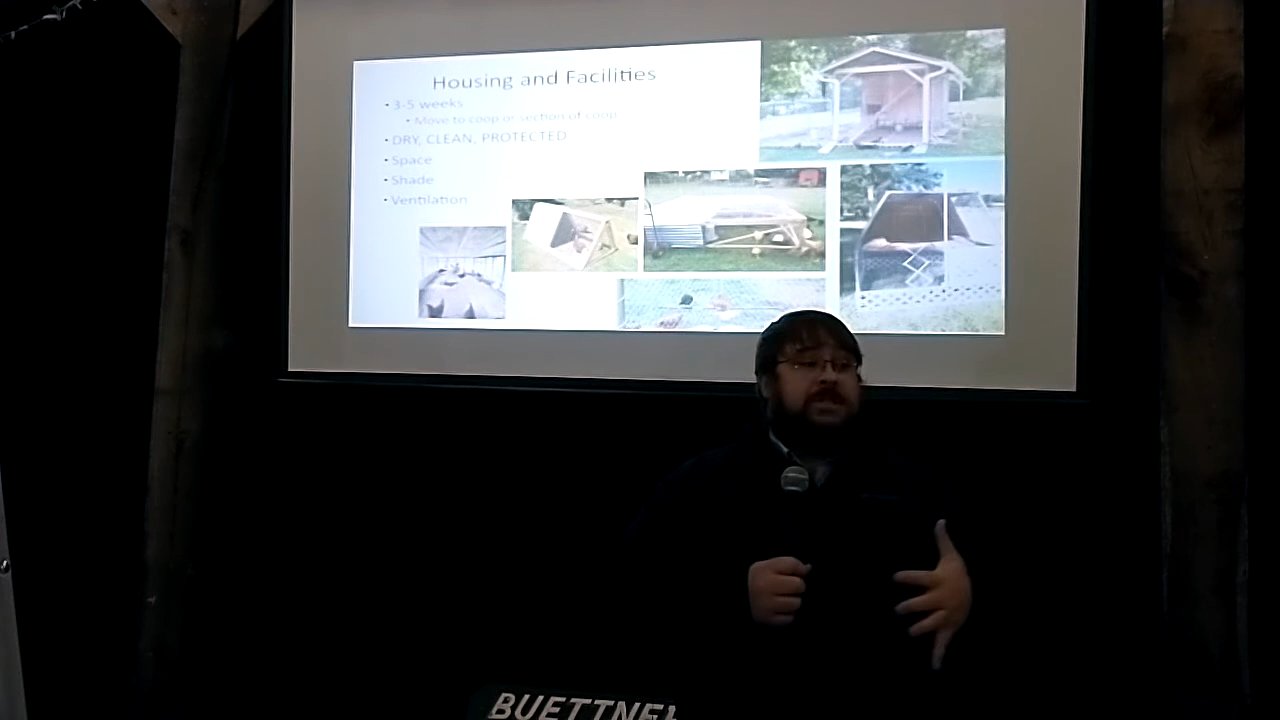 Housing and Facilities
• 3-5 weeks
• Move to coop or section of coop
• DRY, CLEAN, PROTECTED
• Space
• Shade
• Ventilation